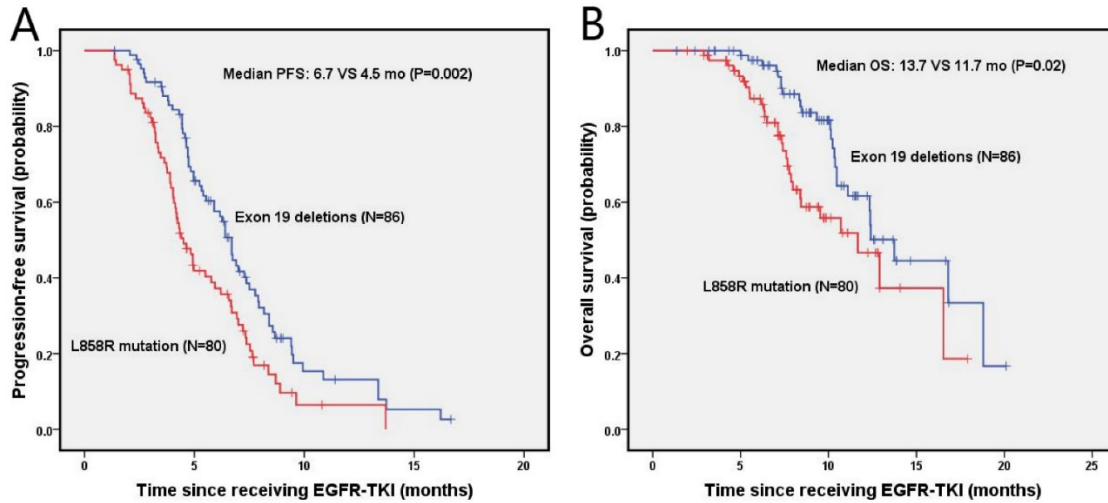 A
Progression-free survival (probability)
1.0
0.8
0.6
0.4
0.2
0.0
Median PFS: 6.7 VS 4.5 mo (P=0.002)
Exon 19 deletions (N=86)
L858R mutation (N=80)
0 5 10 15 20
Time since receiving EGFR-TKI (months)
B
Overall survival (probability)
1.0
0.8
0.6
0.4
0.2
0.0
Median OS: 13.7 VS 11.7 mo (P=0.02)
Exon 19 deletions (N=86)
L858R mutation (N=80)
0 5 10 15 20 25
Time since receiving EGFR-TKI (months)